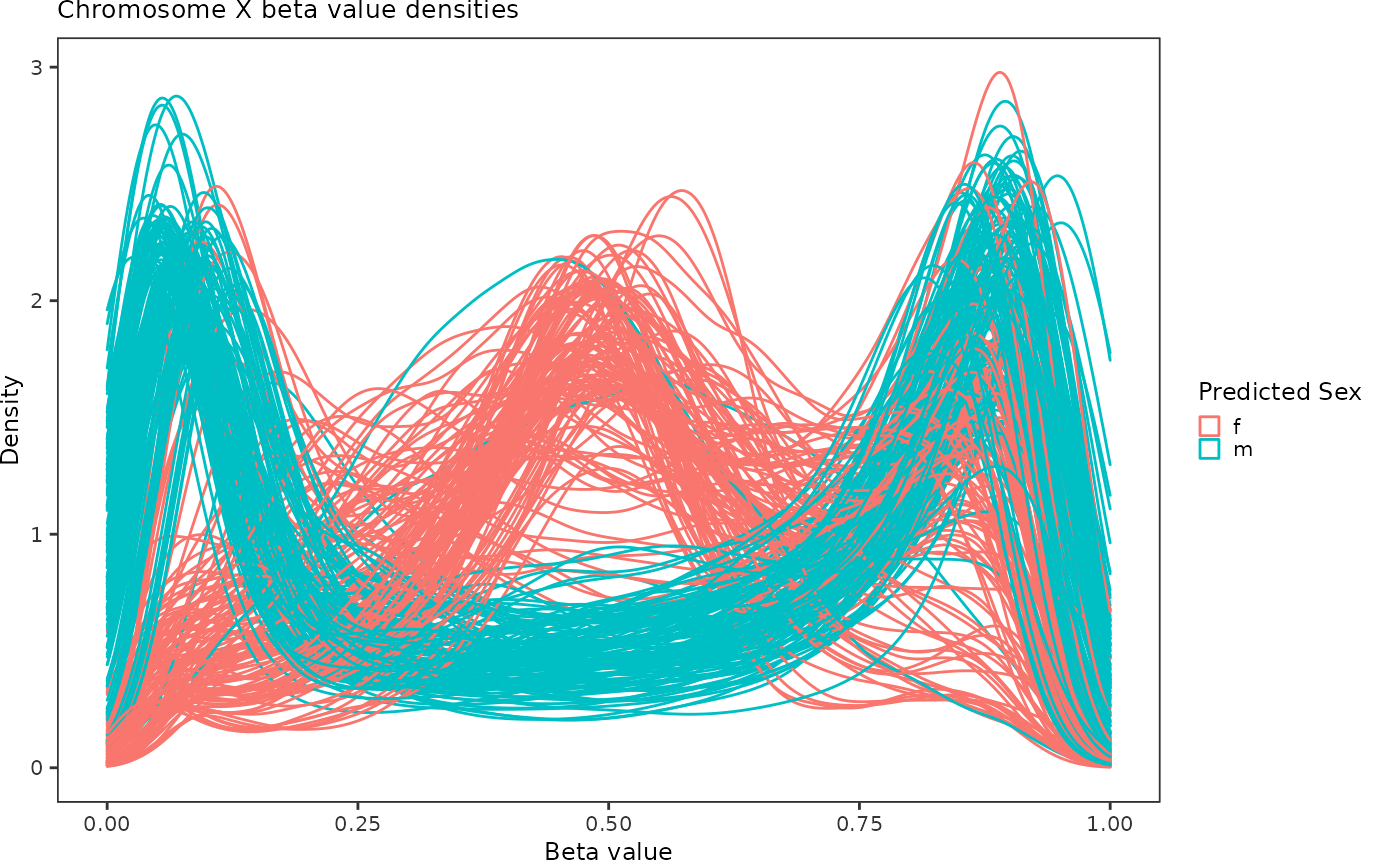 Chromosome X beta value densities
3
2
1
0
Density
0.00 0.25 0.50 0.75 1.00
Beta value
Predicted Sex
f
m